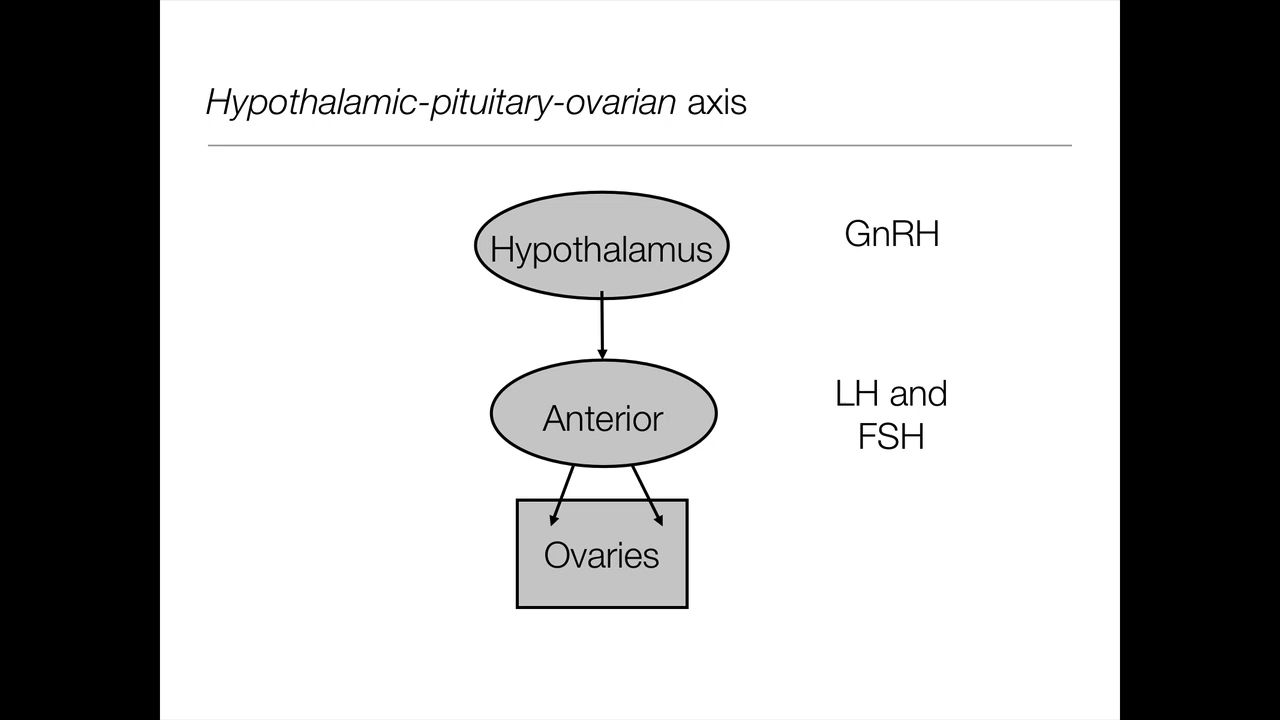 Hypothalamic-pituitary-ovarian axis
Hypothalamus
GnRH
Anterior
LH and
FSH
Ovaries